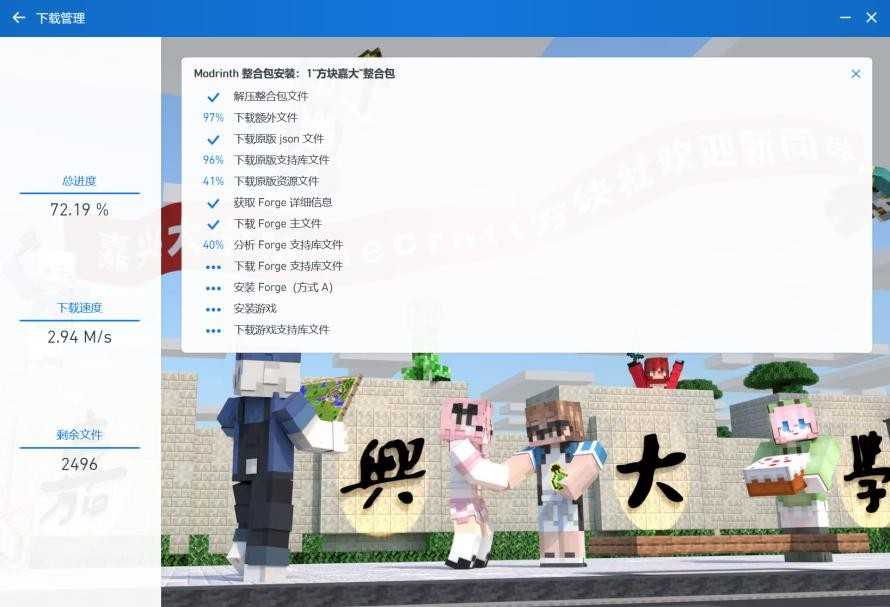 下载管理
总进度
72.19 %
下载速度
2.94 M/s
剩余文件
2496
Modrinth 整合包安装：1"方块嘉大"整合包
解压整合包文件
97% 下载额外文件
下载原版 json 文件
96% 下载原版支持库文件
41% 下载原版资源文件
获取 Forge 详细信息
下载 Forge 主文件
40% 分析 Forge 支持库文件
下载 Forge 支持库文件
安装 Forge（方式 A）
安装游戏
下载游戏支持库文件
嘉兴大 ecraft方块社欢迎新同学
嘉 興 大 學